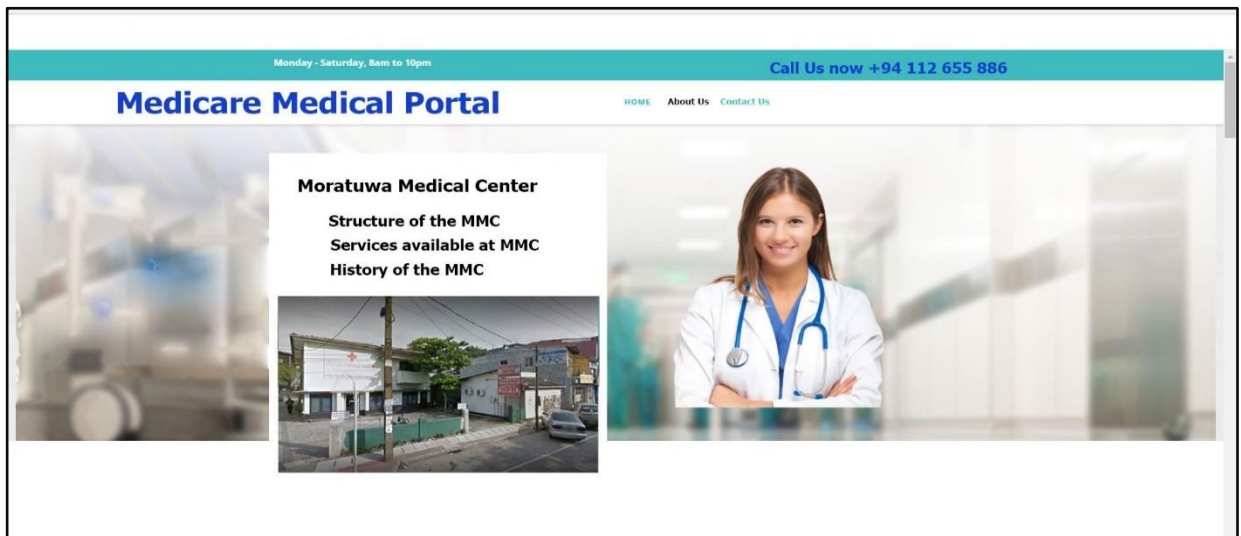 Monday - Saturday, 8am to 10pm
Call Us now +94 112 655 886
Medicare Medical Portal
HOME About Us Contact Us
Moratuwa Medical Center
Structure of the MMC
Services available at MMC
History of the MMC